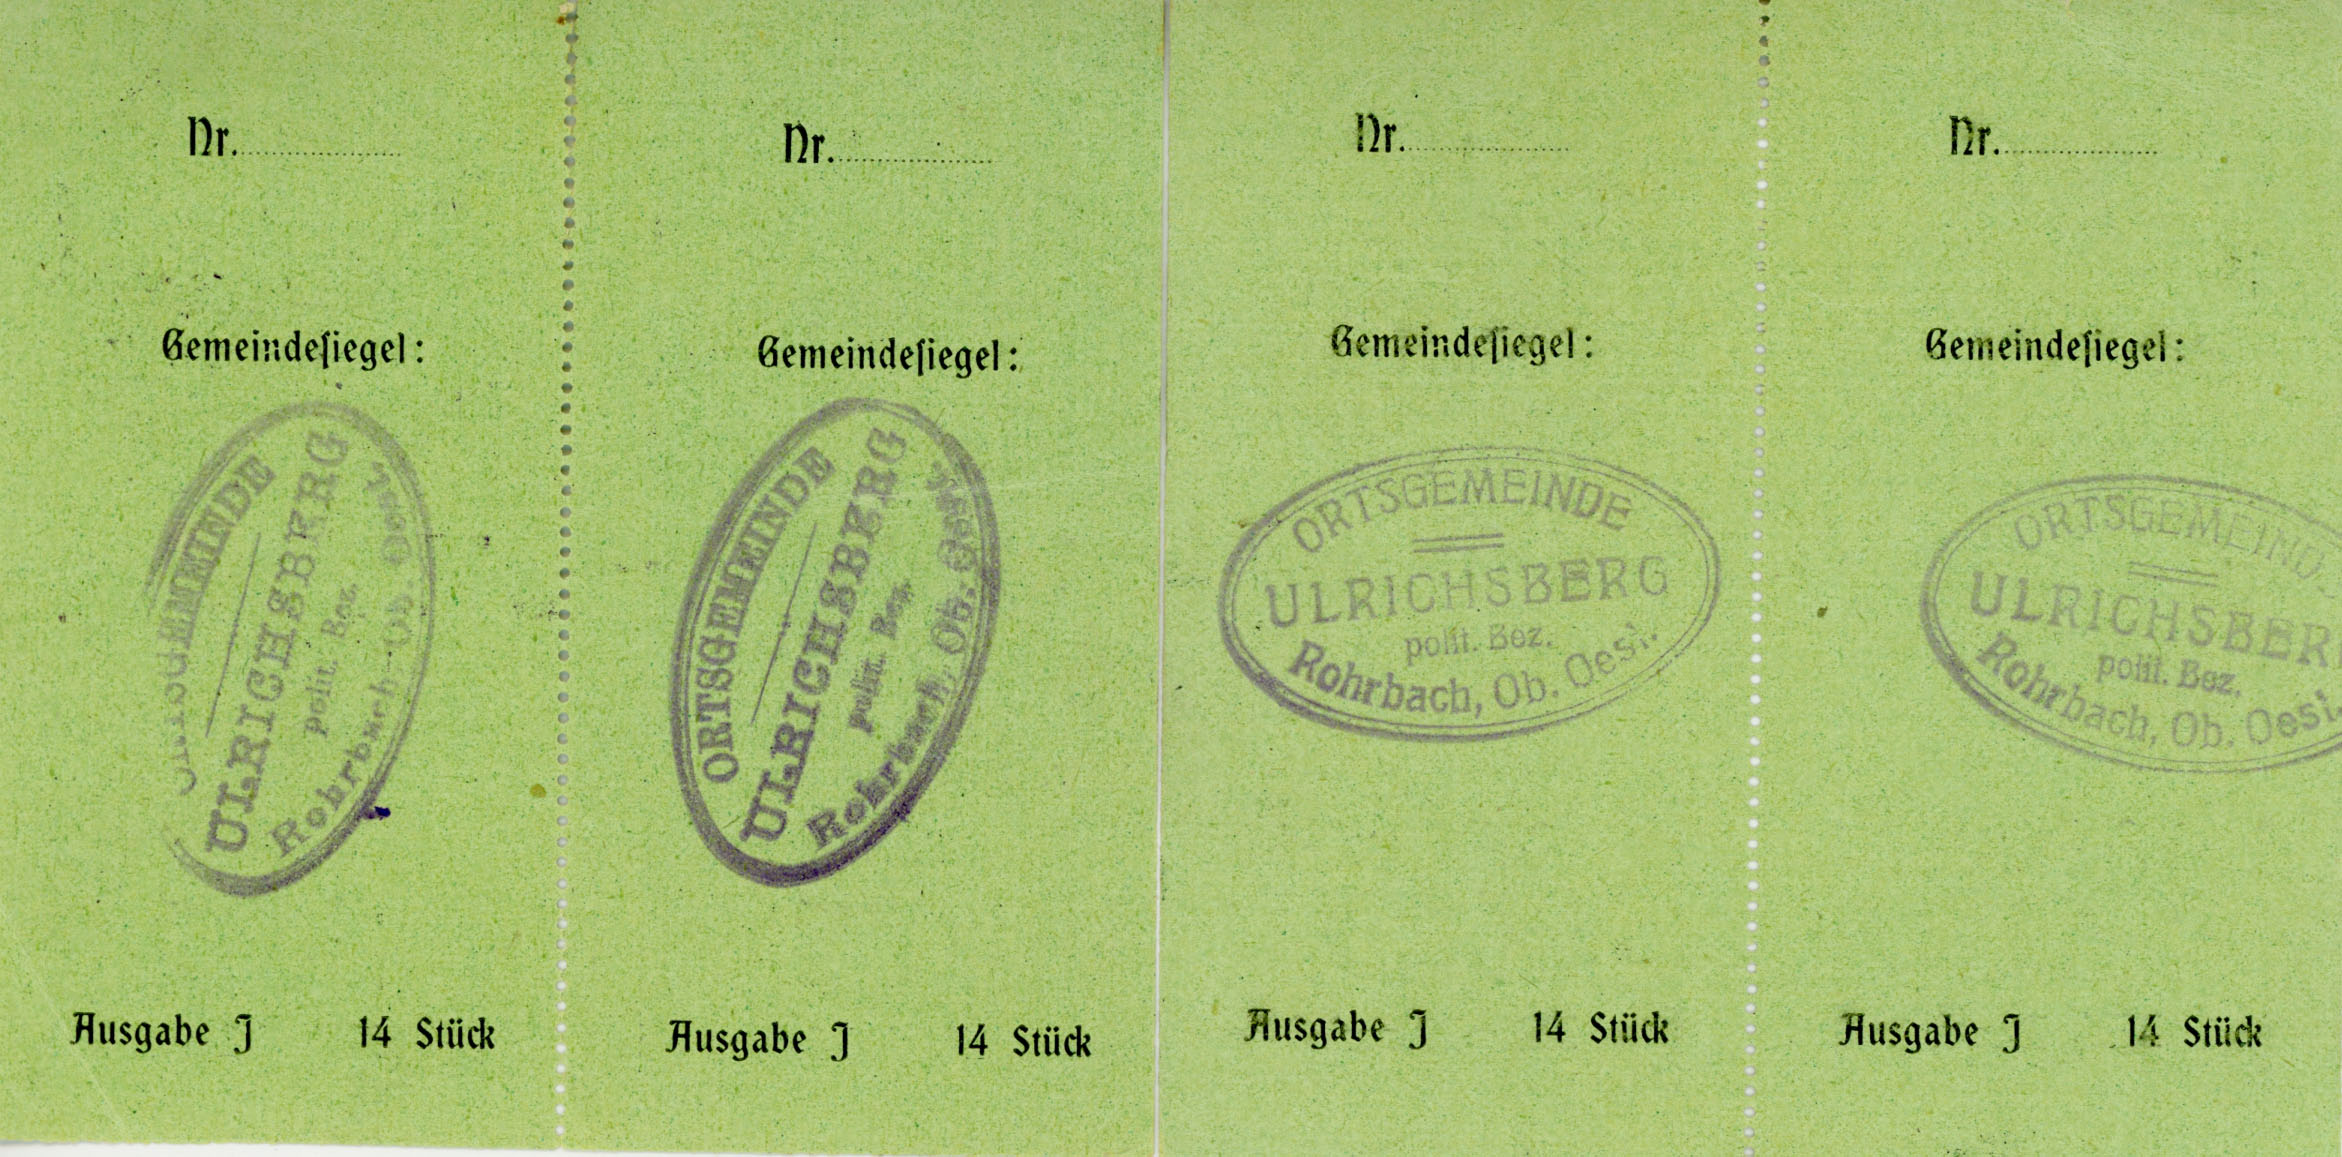 Nr.
Gemeindesiegel:
ORTSGEMEINDE
ULRICHSBERG
polit. Bez.
Rohrbach Ob. Oest.
Ausgabe J 14 Stück
Nr.
Gemeindesiegel:
ORTSGEMEINDE
ULRICHSBERG
polit. Bez.
Rohrbach, Ob. Oest.
Ausgabe J 14 Stück
Nr.
Gemeindesiegel:
ORTSGEMEINDE
ULRICHSBERG
polit. Bez.
Rohrbach, Ob. Oest.
Ausgabe J 14 Stück
Nr.
Gemeindesiegel:
ORTSGEMEIND
ULRICHSBER
polit. Bez.
Rohrbach, Ob. Oest.
Ausgabe J 14 Stück